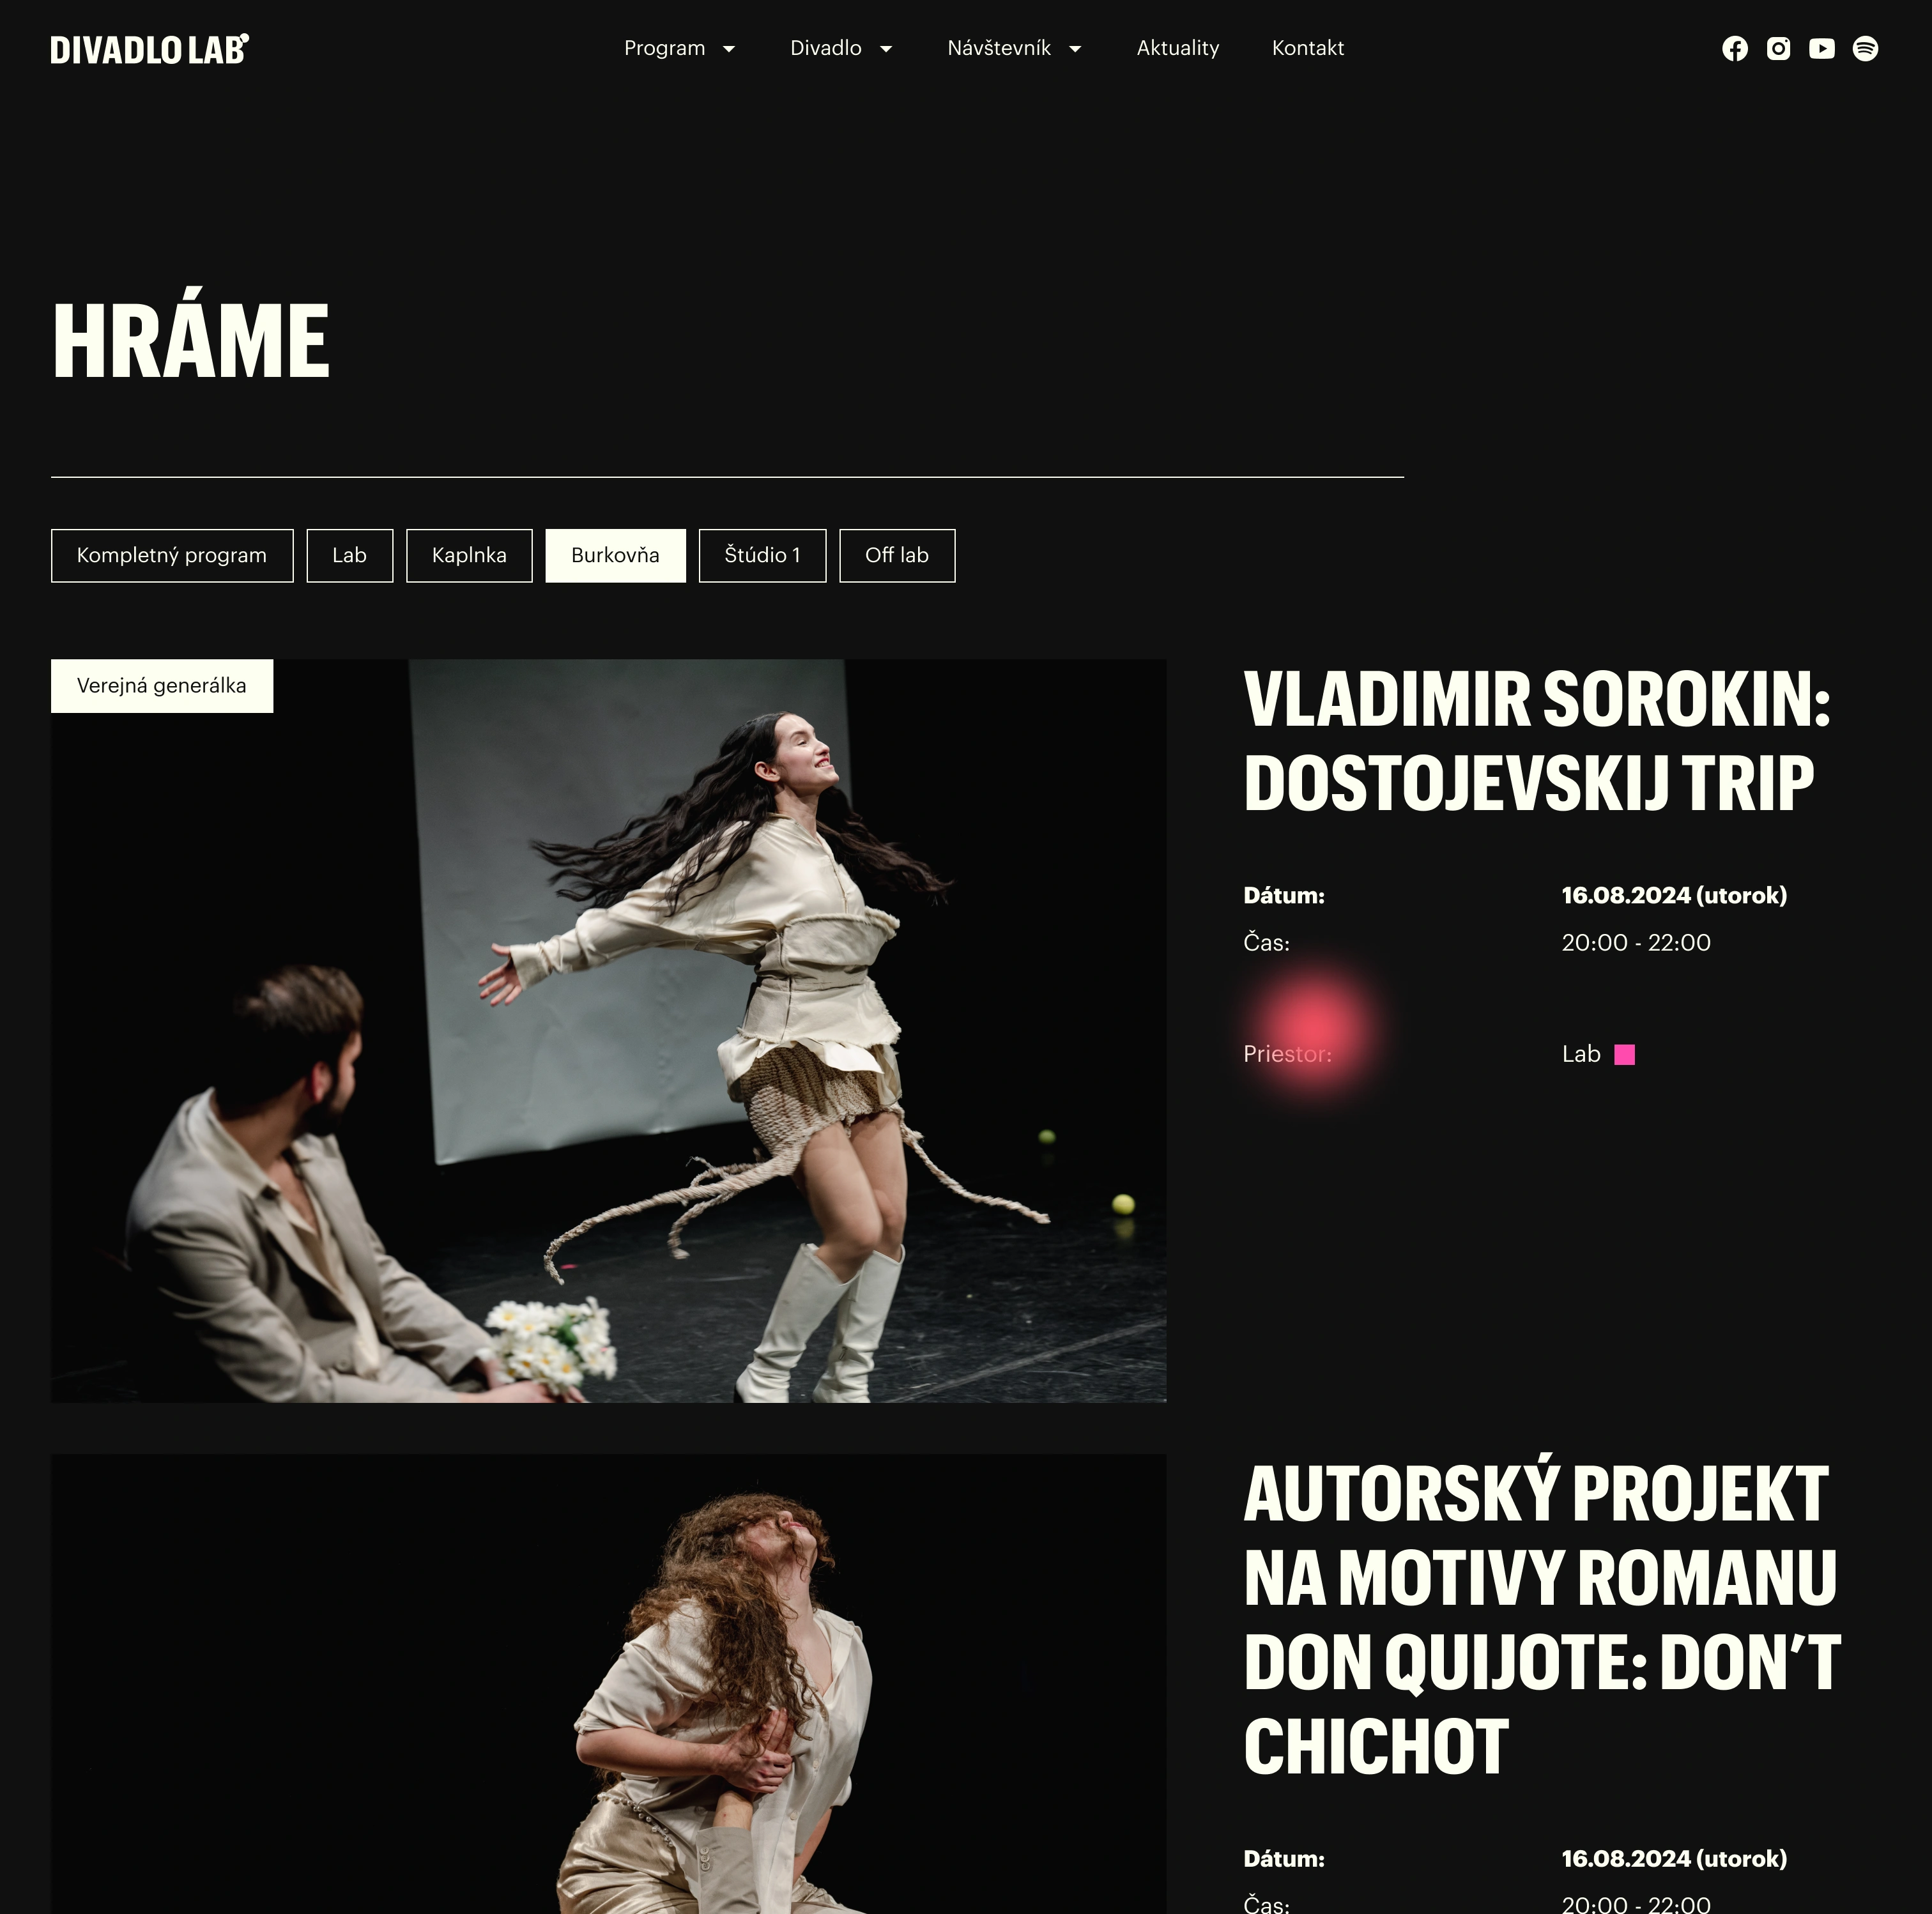 DIVADLO LAB
Program
Divadlo
Návštevník
Aktuality
Kontakt
HRÁME
Kompletný program
Lab
Kaplnka
Burkovňa
Štúdio 1
Off lab
Verejná generálka
VLADIMIR SOROKIN:
DOSTOJEVSKIJ TRIP
Dátum: 16.08.2024 (utorok)
Čas: 20:00 - 22:00
Priestor: Lab
AUTORSKÝ PROJEKT
NA MOTIVY ROMANU
DON QUIJOTE: DON’T
CHICHOT
Dátum: 16.08.2024 (utorok)
Čas: 20:00 - 22:00